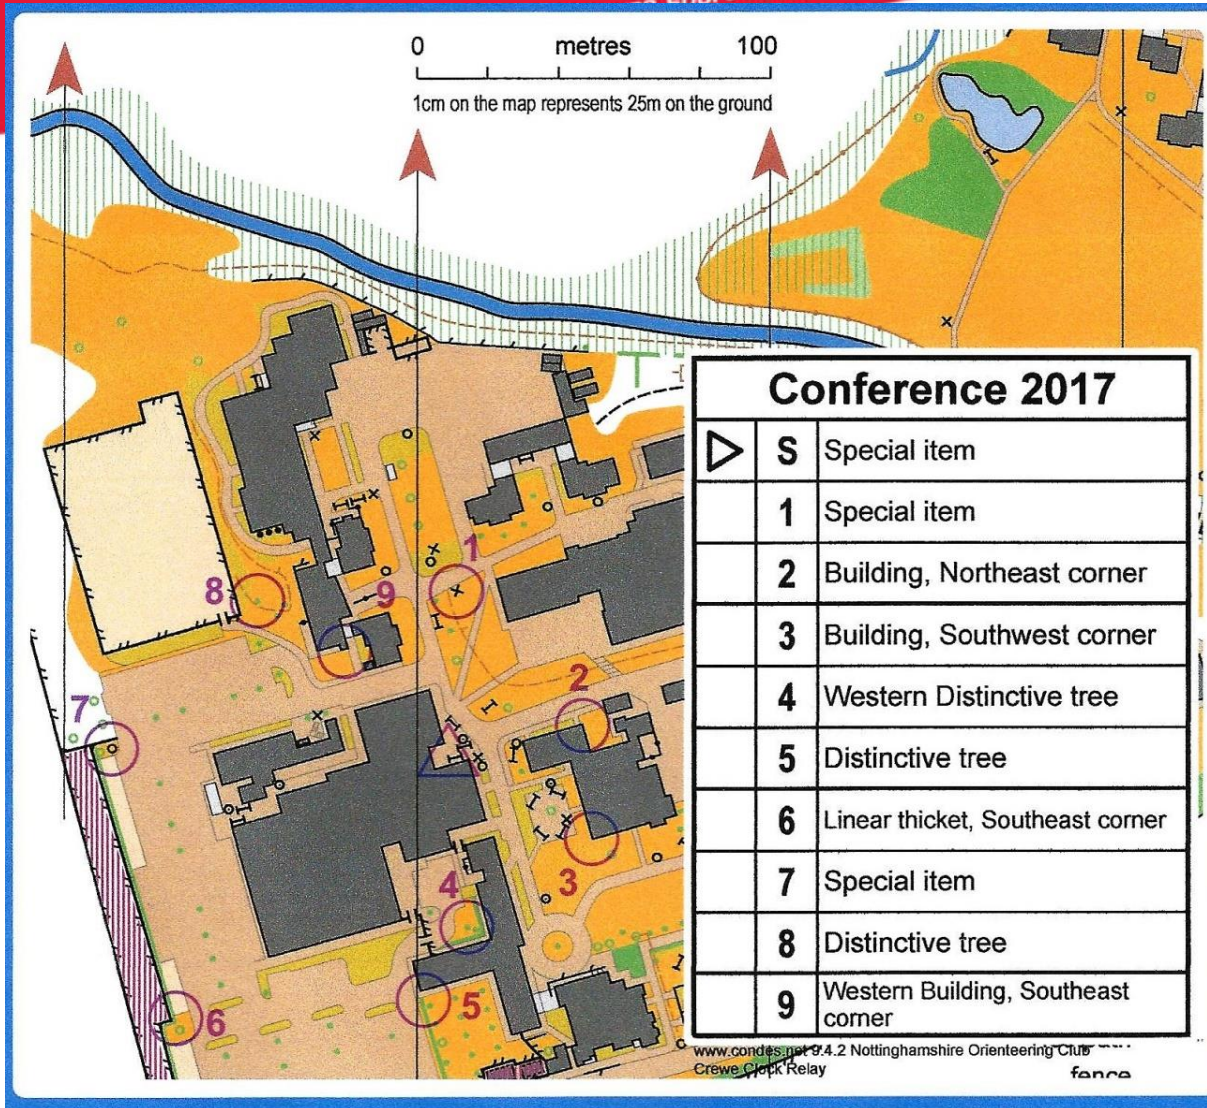 0 metres 100
1cm on the map represents 25m on the ground
Conference 2017
S Special item
1 Special item
2 Building, Northeast corner
3 Building, Southwest corner
4 Western Distinctive tree
5 Distinctive tree
6 Linear thicket, Southeast corner
7 Special item
8 Distinctive tree
9 Western Building, Southeast
corner
1
8
9
2
7
3
4
5
6
www.condes.net 9.4.2 Nottinghamshire Orienteering Club
Crewe Clock Relay
fence